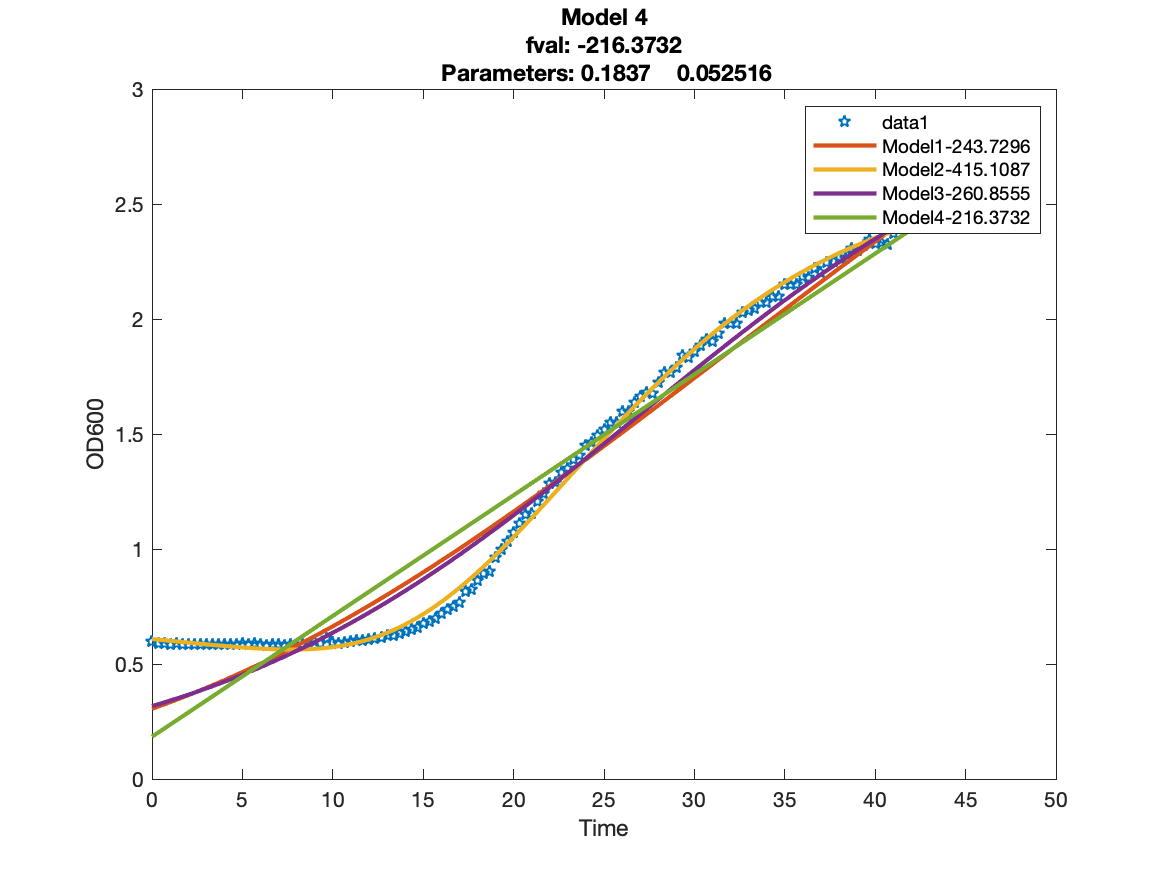 Model 4
fval: -216.3732
Parameters: 0.1837 0.052516
data1
Model1-243.7296
Model2-415.1087
Model3-260.8555
Model4-216.3732
3
2.5
2
1.5
1
0.5
0
OD600
0 5 10 15 20 25 30 35 40 45 50
Time